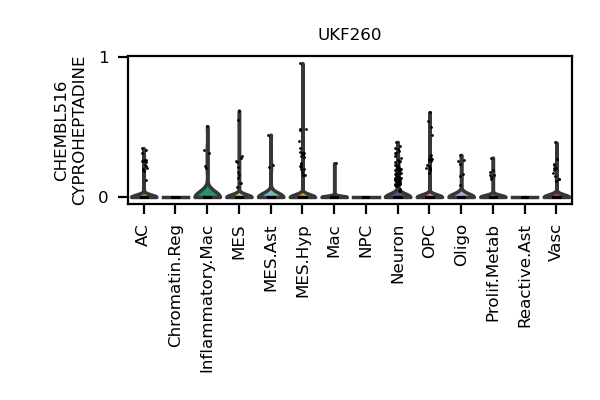 UKF260
CHEMBL516
CYPROHEPTADINE
1
0
AC
Chromatin.Reg
Inflammatory.Mac
MES
MES.Ast
MES.Hyp
Mac
NPC
Neuron
OPC
Oligo
Prolif.Metab
Reactive.Ast
Vasc